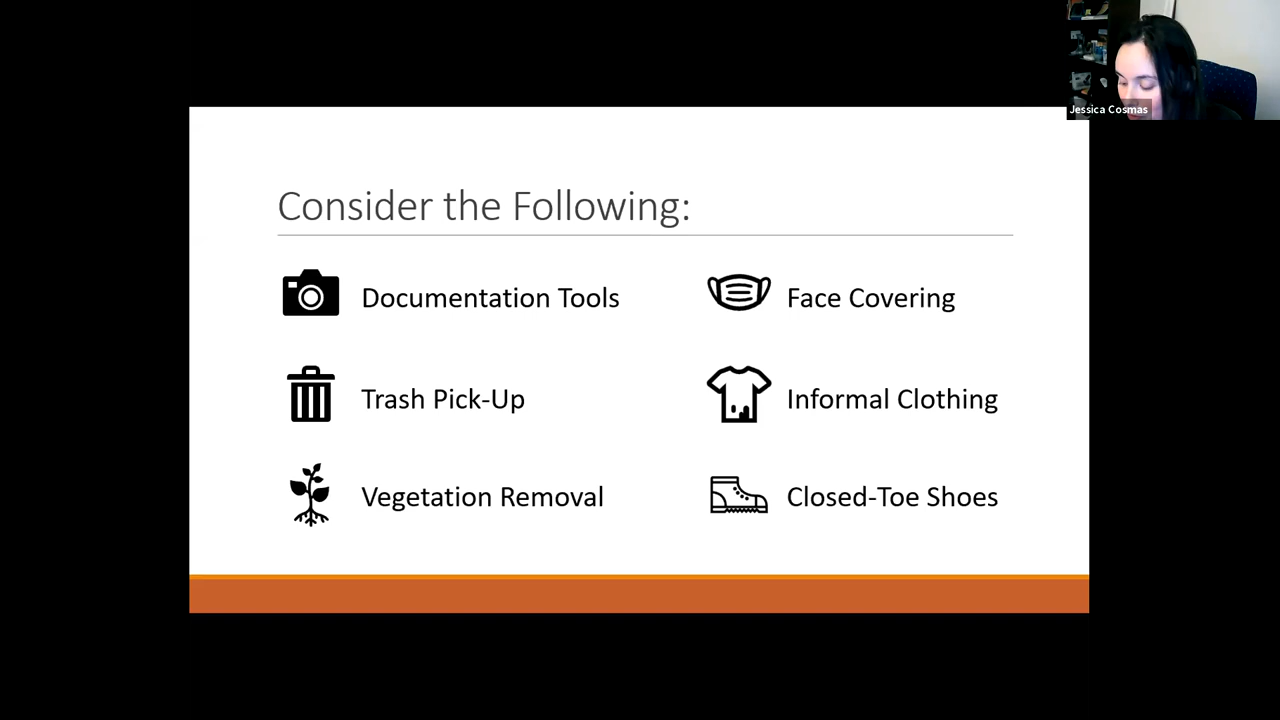 Jessica Cosmas
Consider the Following:
Documentation Tools
Face Covering
Trash Pick-Up
Informal Clothing
Vegetation Removal
Closed-Toe Shoes